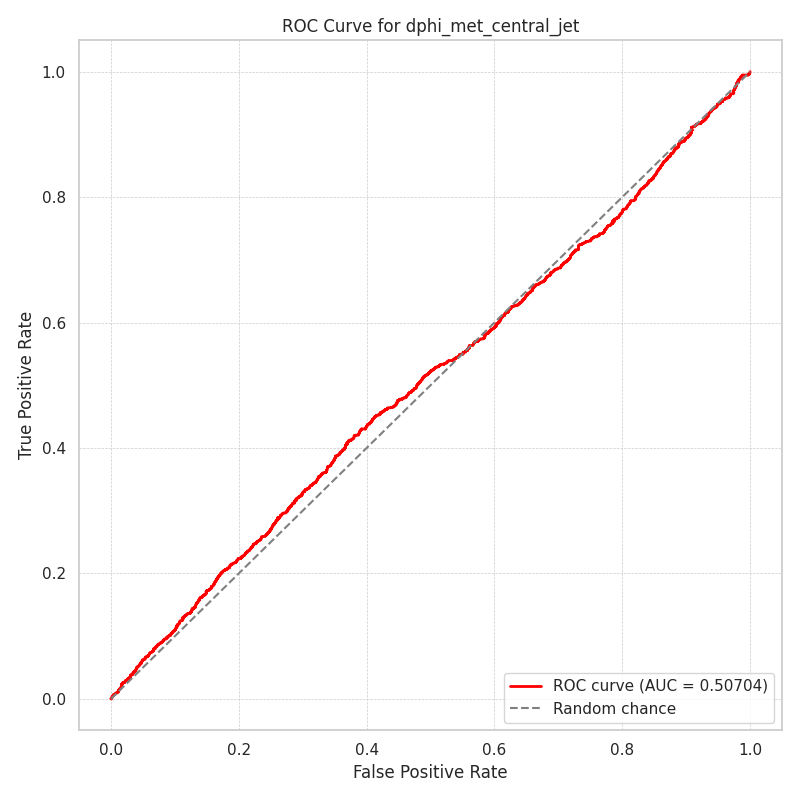 ROC Curve for dphi_met_central_jet
1.0
0.8
0.6
0.4
0.2
0.0
True Positive Rate
0.0 0.2 0.4 0.6 0.8 1.0
False Positive Rate
ROC curve (AUC = 0.50704)
Random chance